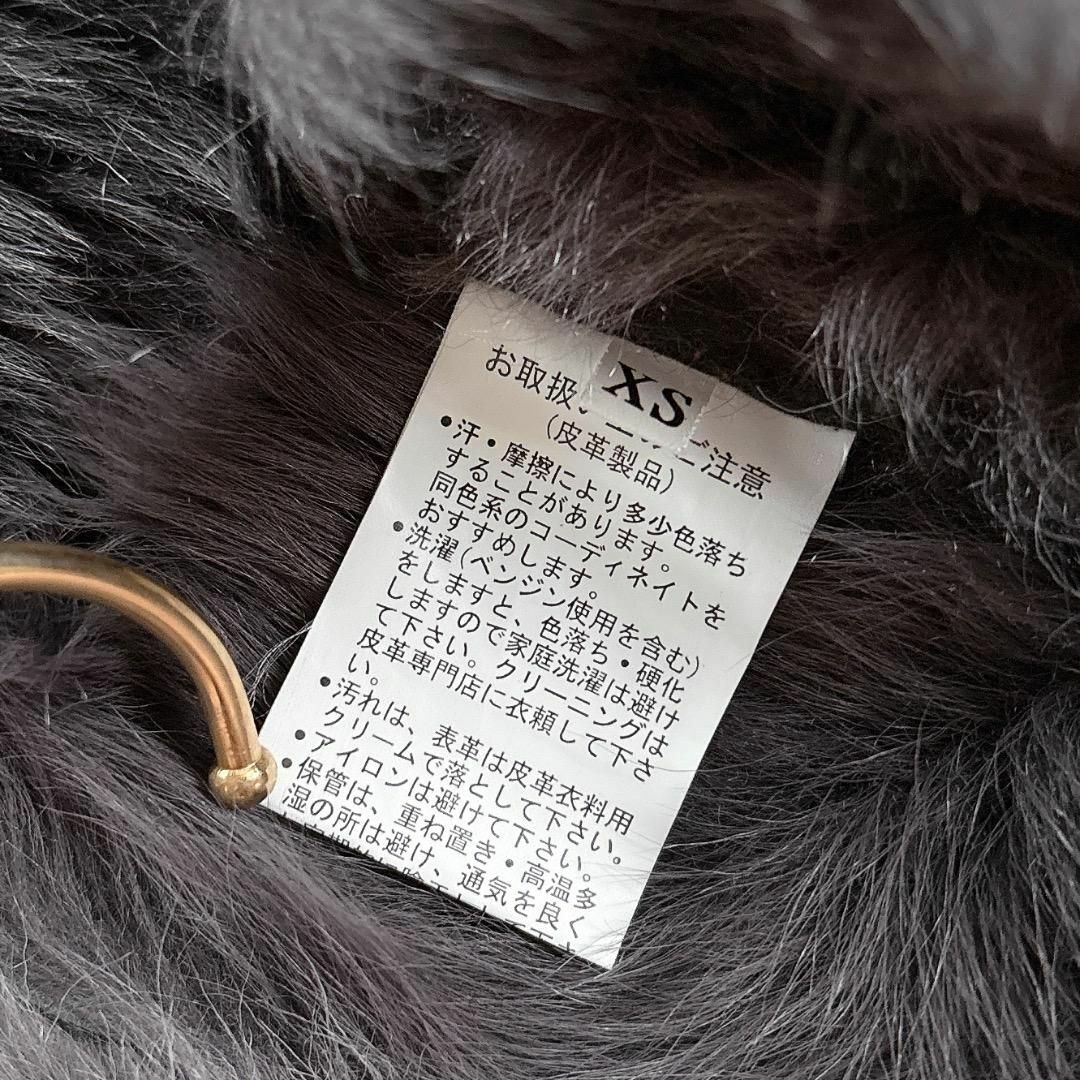 XS
お取扱 ご注意
（皮革製品）
•汗・摩擦により多少色落ち
することがあります。
同色系のコーディネイトを
おすすめします。
•洗濯（ベンジン使用を含む）
をしますと、色落ち・硬化
しますので家庭洗濯は避け
て下さい。クリーニングは
皮革専門店に衣頼して下さ
い。
•汚れは、表革は皮革衣料用
クリームで落として下さい。
•アイロンは避けて下さい。
•保管は、重ね置き・高温多
湿の所は避け、通気を良く